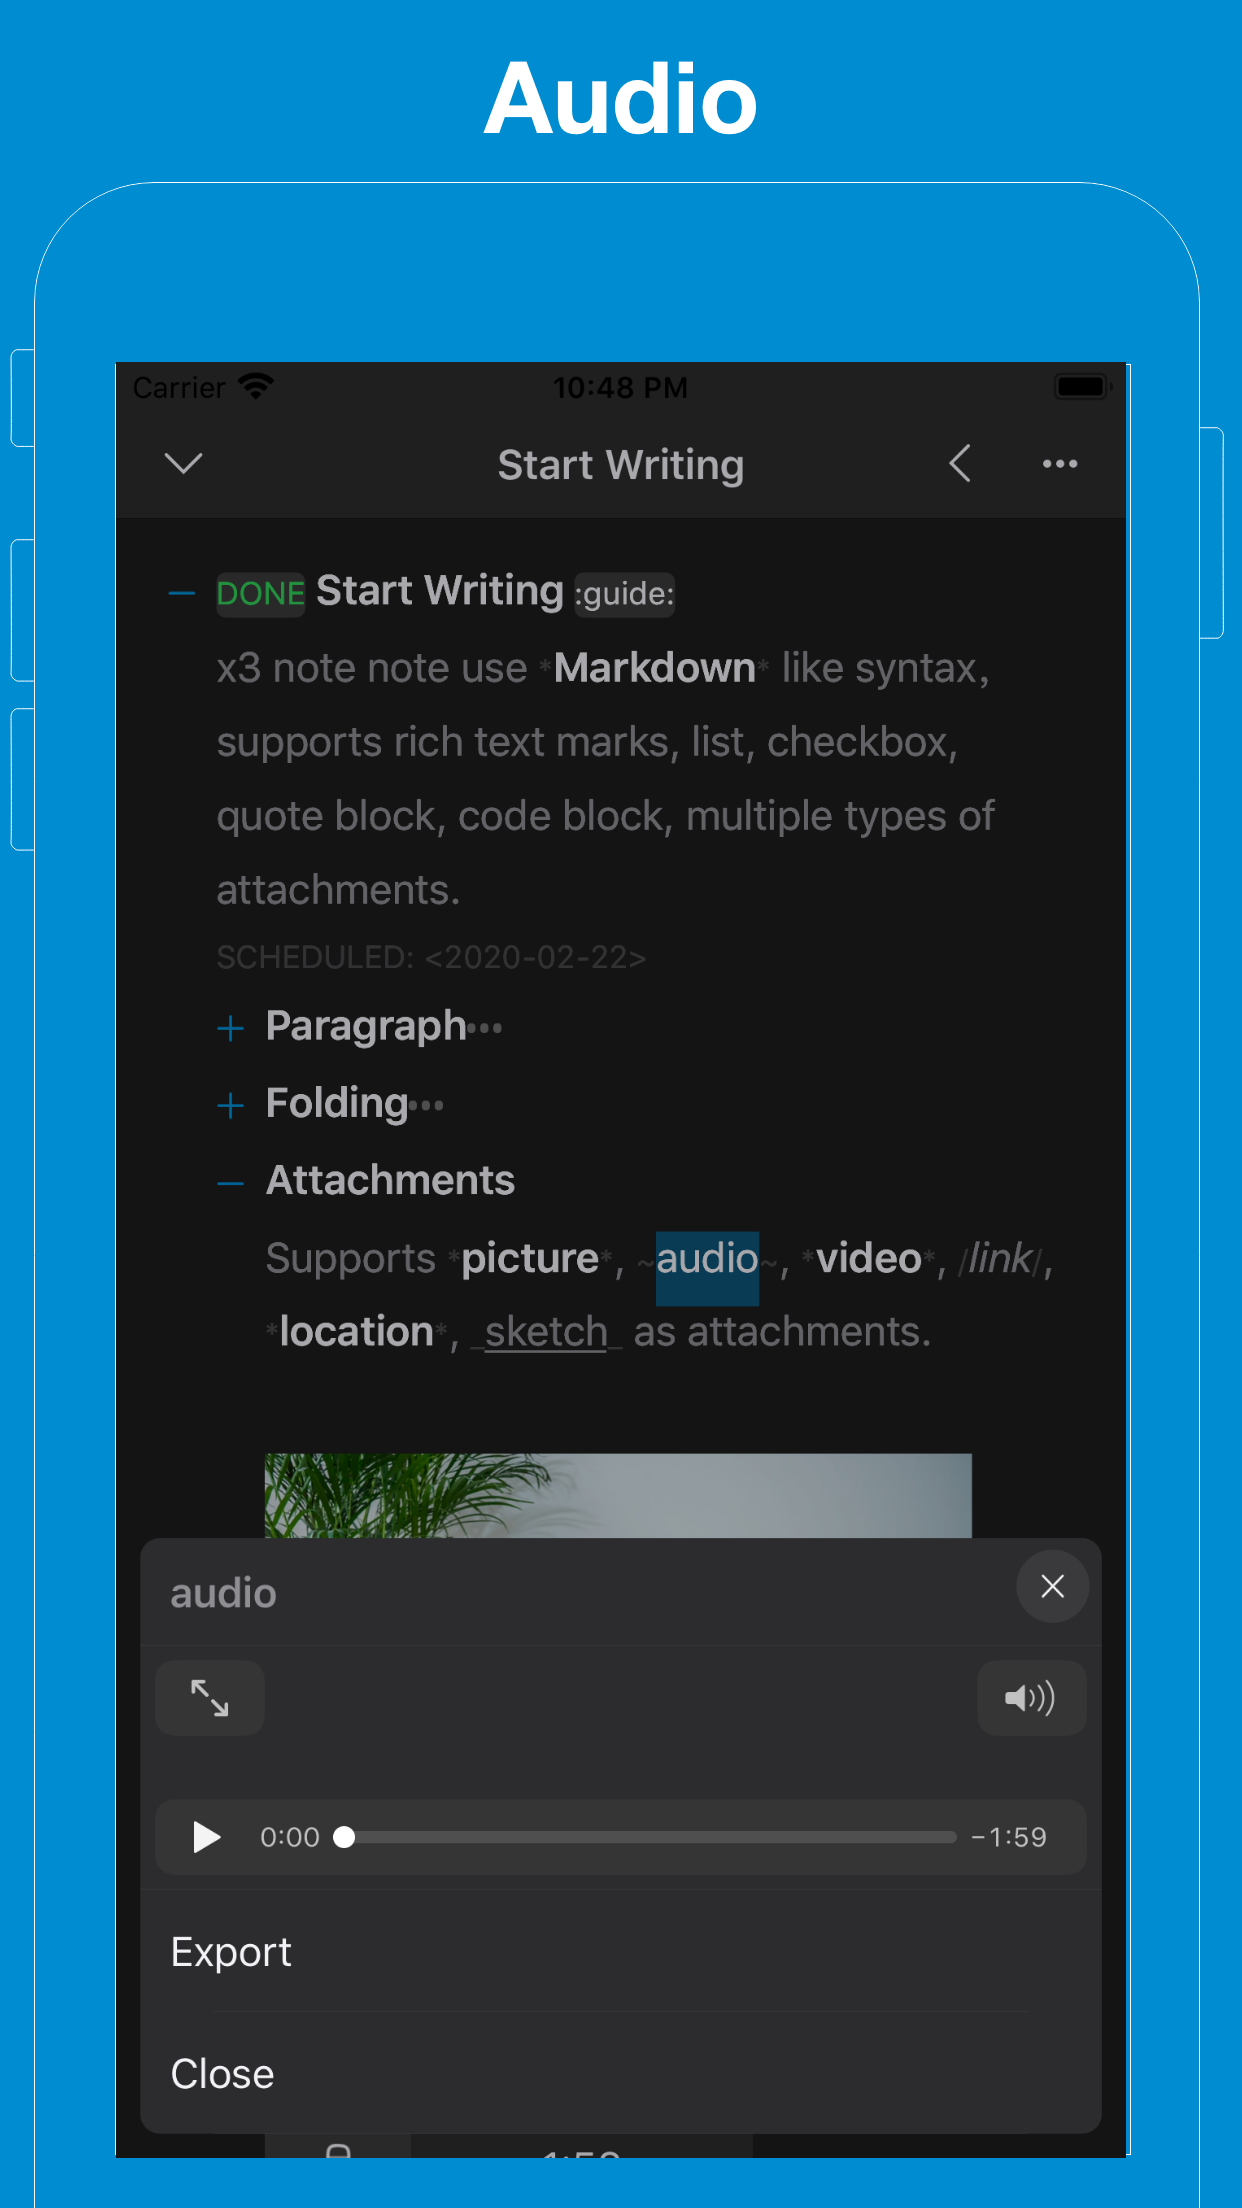 Audio
Carrier 10:48 PM
Start Writing
DONE Start Writing :guide:
x3 note note use *Markdown* like syntax,
supports rich text marks, list, checkbox,
quote block, code block, multiple types of
attachments.
SCHEDULED: <2020-02-22>
Paragraph•••
Folding•••
Attachments
Supports *picture*, ~audio~, *video*, /link/,
*location*, _sketch_ as attachments.
audio
0:00 −1:59
Export
Close